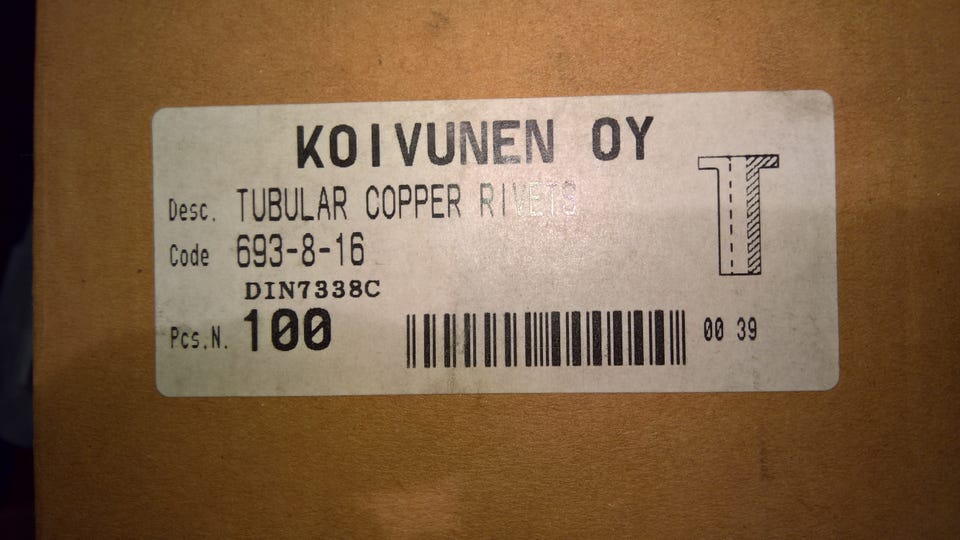 KOIVUNEN OY
Desc. TUBULAR COPPER RIVETS
Code 693-8-16
DIN7338C
Pcs.N. 100
00 39